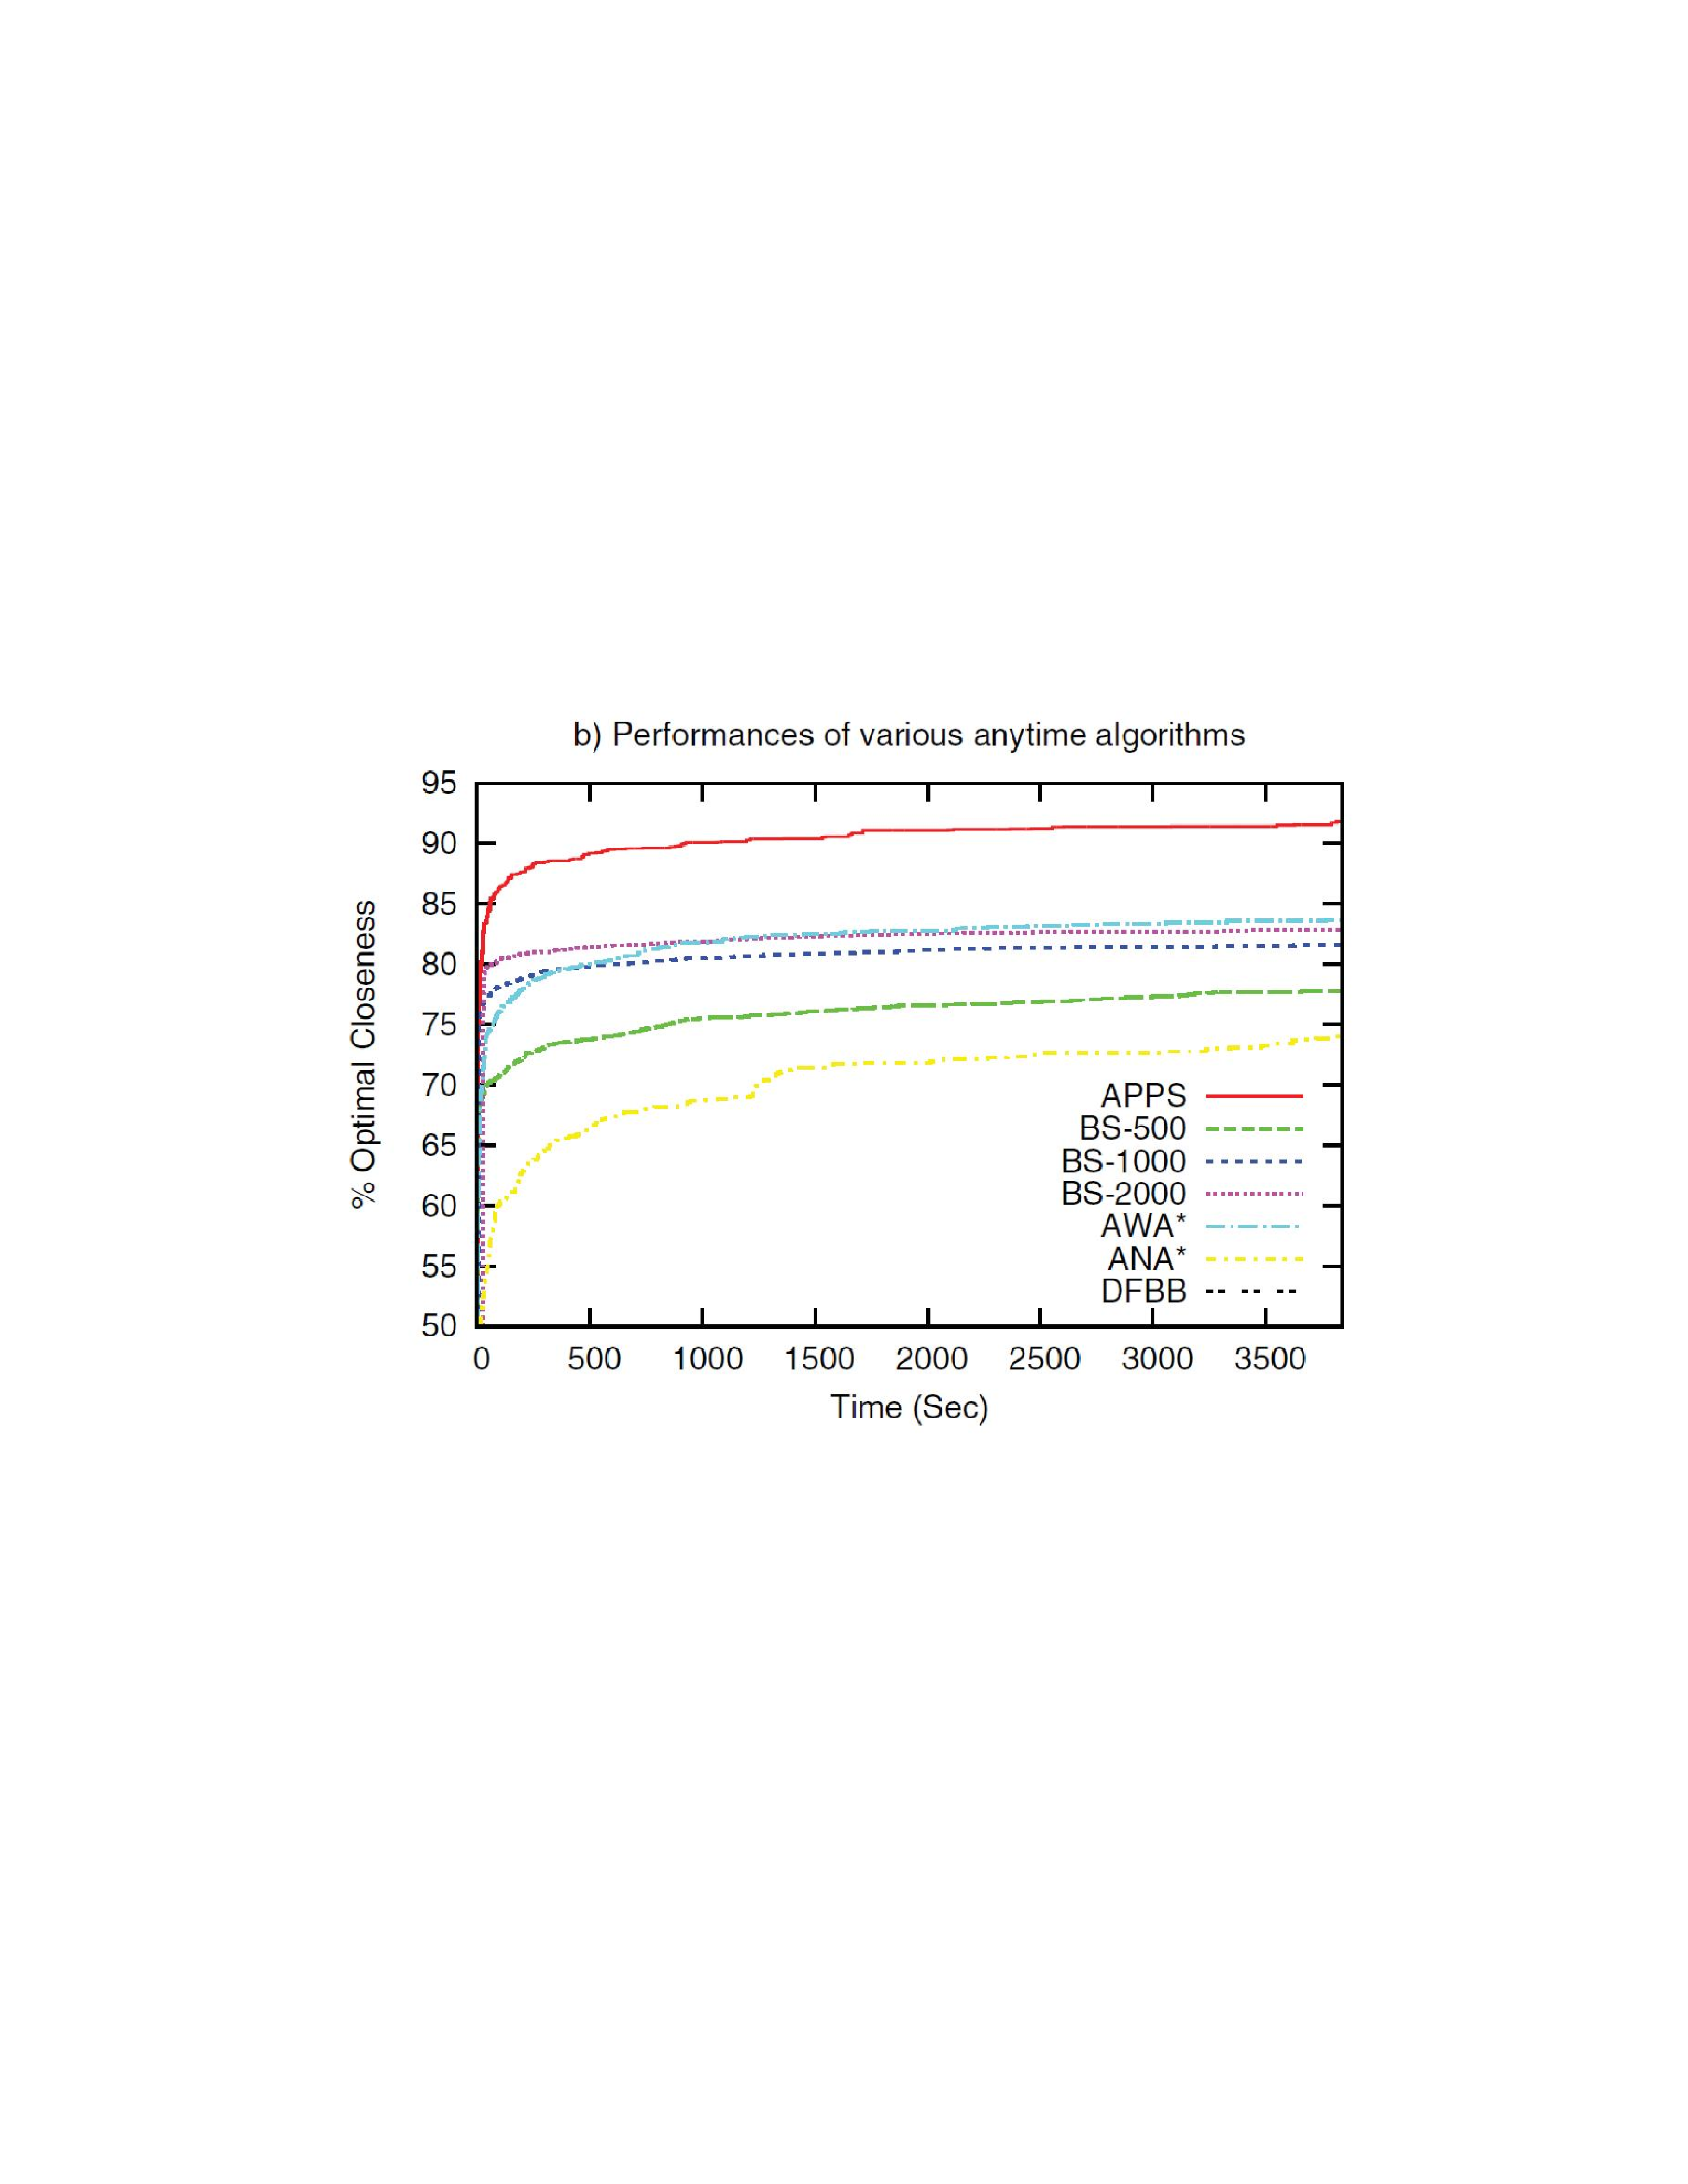 b) Performances of various anytime algorithms
95
90
85
80
75
70
65
60
55
50
% Optimal Closeness
APPS
BS-500
BS-1000
BS-2000
AWA*
ANA*
DFBB
0 500 1000 1500 2000 2500 3000 3500
Time (Sec)